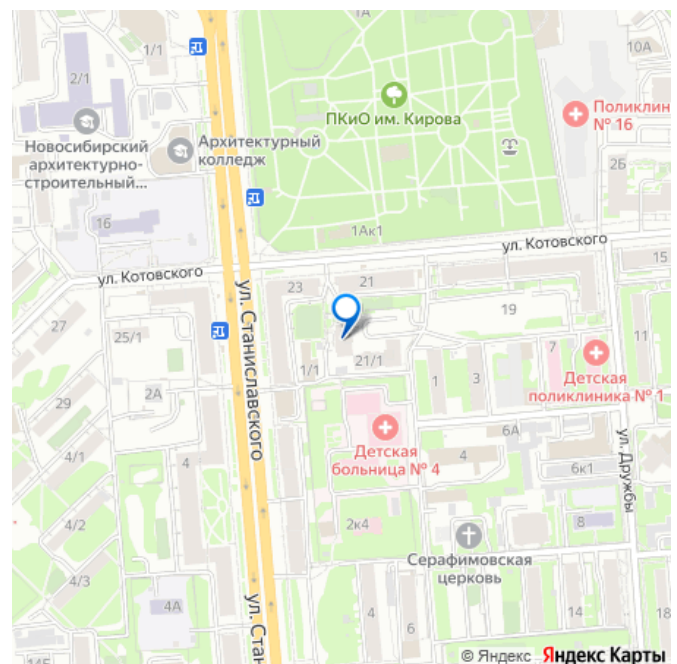 1А
10А
1/1
2/1
ПКиО им. Кирова
Поликлин
№ 16
Новосибирский
архитектурно-
строительный...
Архитектурный
колледж
2Б
16
1Ак1
ул. Котовского
15
ул. Котовского
23
21
19
27
25/1
11
ул. Станиславского
21/1
7
1/1
1
3
Детская
поликлиника № 1
2А
29
6А
ул. Дружбы
4/1
4
Детская
больница № 4
4
6к1
4/2
2к4
8
Серафимовская
церковь
4/3
4А
ул. Стан
4
6
14
18
14Б
© Яндекс Яндекс Карты